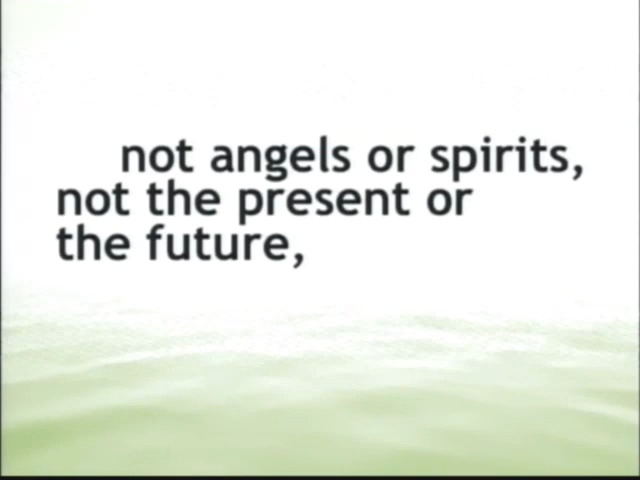 not angels or spirits,
not the present or
the future,